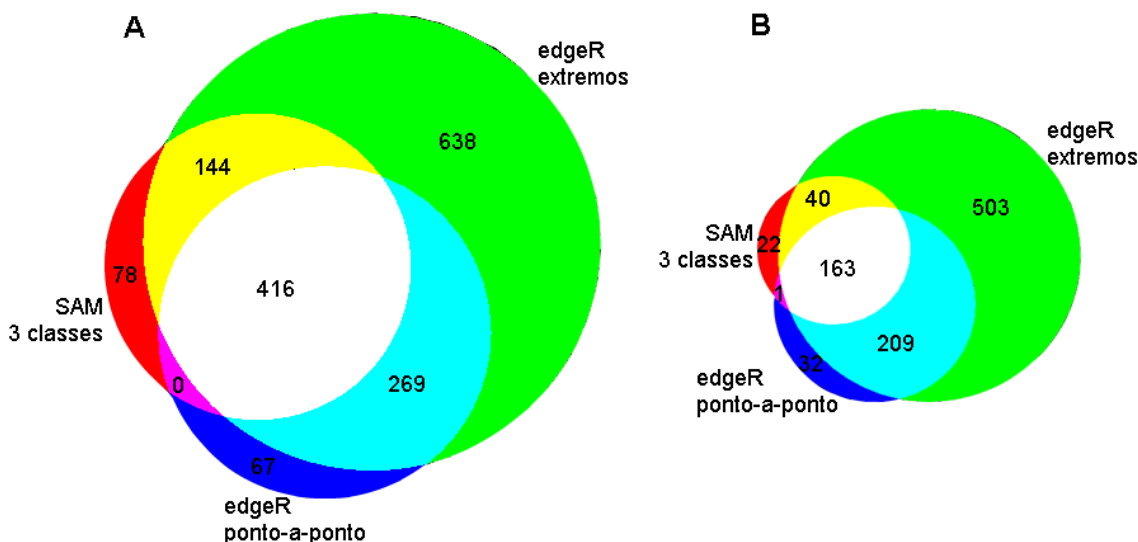 A
edgeR
extremos
638
144
78
416
SAM
3 classes
0
269
67
edgeR
ponto-a-ponto
B
edgeR
extremos
40
503
SAM
3 classes
22
163
1
209
32
edgeR
ponto-a-ponto